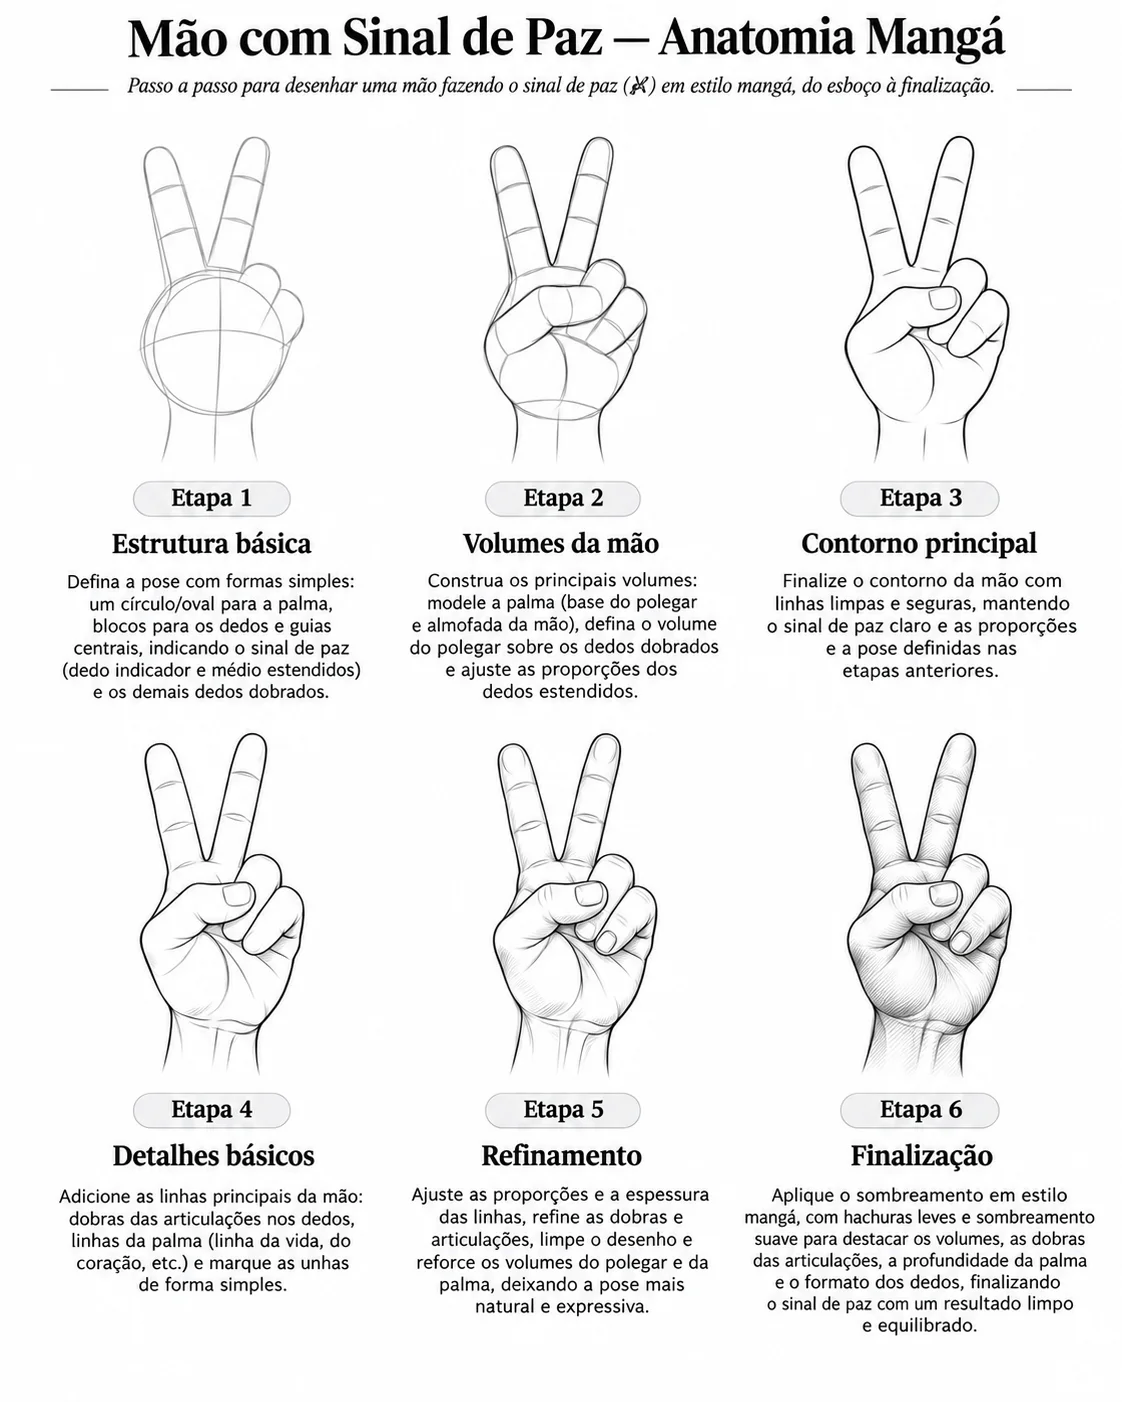 Mão com Sinal de Paz — Anatomia Mangá
Passo a passo para desenhar uma mão fazendo o sinal de paz (✌) em estilo mangá, do esboço à finalização.
Etapa 1
Estrutura básica
Defina a pose com formas simples:
um círculo/oval para a palma,
blocos para os dedos e guias
centrais, indicando o sinal de paz
(dedo indicador e médio estendidos)
e os demais dedos dobrados.
Etapa 2
Volumes da mão
Construa os principais volumes:
modele a palma (base do polegar
e almofada da mão), defina o volume
do polegar sobre os dedos dobrados
e ajuste as proporções dos
dedos estendidos.
Etapa 3
Contorno principal
Finalize o contorno da mão com
linhas limpas e seguras, mantendo
o sinal de paz claro e as proporções
e a pose definidas nas
etapas anteriores.
Etapa 4
Detalhes básicos
Adicione as linhas principais da mão:
dobras das articulações nos dedos,
linhas da palma (linha da vida, do
coração, etc.) e marque as unhas
de forma simples.
Etapa 5
Refinamento
Ajuste as proporções e a espessura
das linhas, refine as dobras e
articulações, limpe o desenho e
reforce os volumes do polegar e da
palma, deixando a pose mais
natural e expressiva.
Etapa 6
Finalização
Aplique o sombreamento em estilo
mangá, com hachuras leves e sombreamento
suave para destacar os volumes, as dobras
das articulações, a profundidade da palma
e o formato dos dedos, finalizando
o sinal de paz com um resultado limpo
e equilibrado.